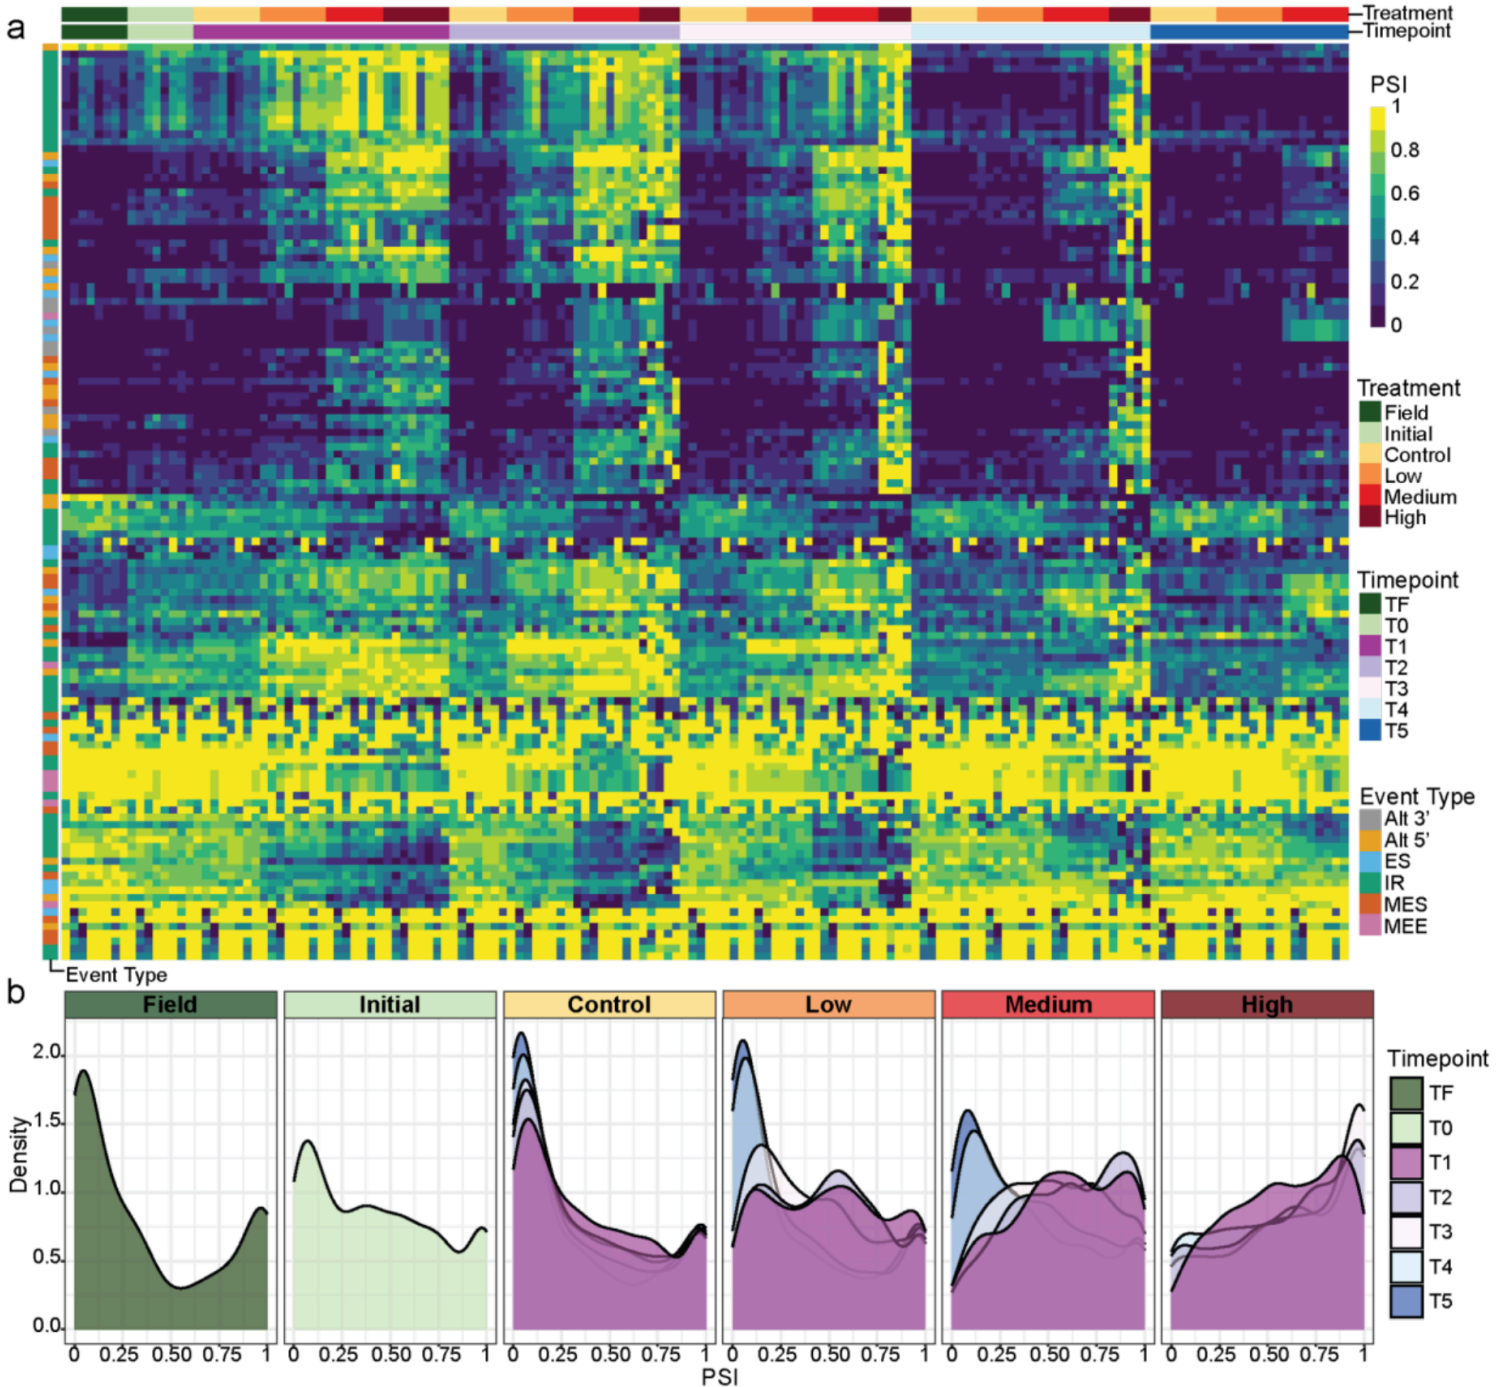 a
Treatment
Timepoint
PSI
1
0.8
0.6
0.4
0.2
0
Treatment
Field
Initial
Control
Low
Medium
High
Timepoint
TF
T0
T1
T2
T3
T4
T5
Event Type
Alt 3'
Alt 5'
ES
IR
MES
MEE
Event Type
b
Field Initial Control Low Medium High
Density
2.0
1.5
1.0
0.5
0.0
0 0.25 0.50 0.75 1 0 0.25 0.50 0.75 1 0 0.25 0.50 0.75 1 0 0.25 0.50 0.75 1 0 0.25 0.50 0.75 1 0 0.25 0.50 0.75 1
PSI
Timepoint
TF
T0
T1
T2
T3
T4
T5